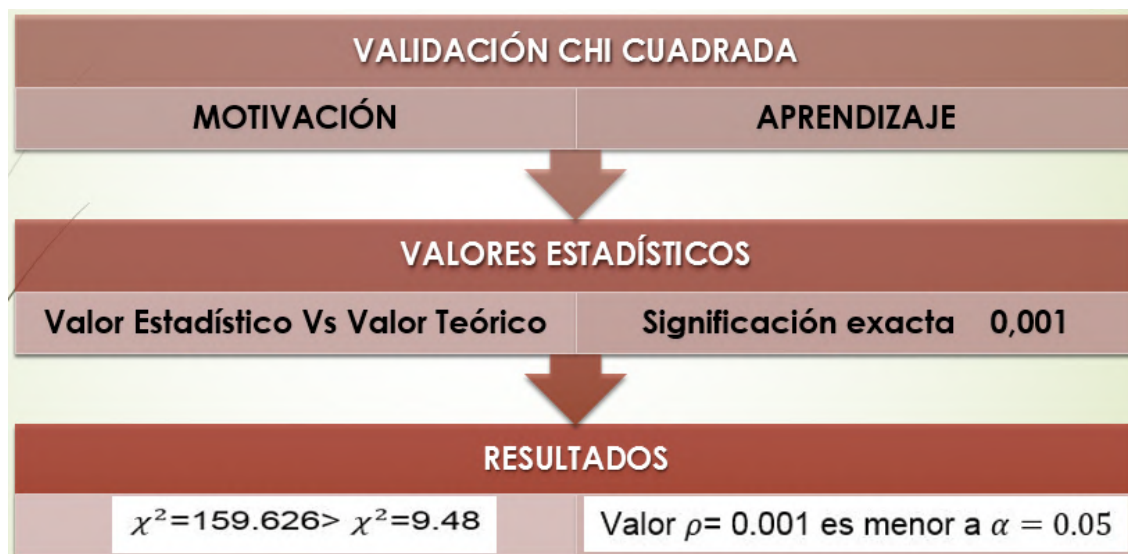 VALIDACIÓN CHI CUADRADA
MOTIVACIÓN
APRENDIZAJE
VALORES ESTADÍSTICOS
Valor Estadístico Vs Valor Teórico
Significación exacta 0,001
RESULTADOS
𝜒²=159.626> 𝜒²=9.48
Valor 𝜌= 0.001 es menor a 𝛼 = 0.05